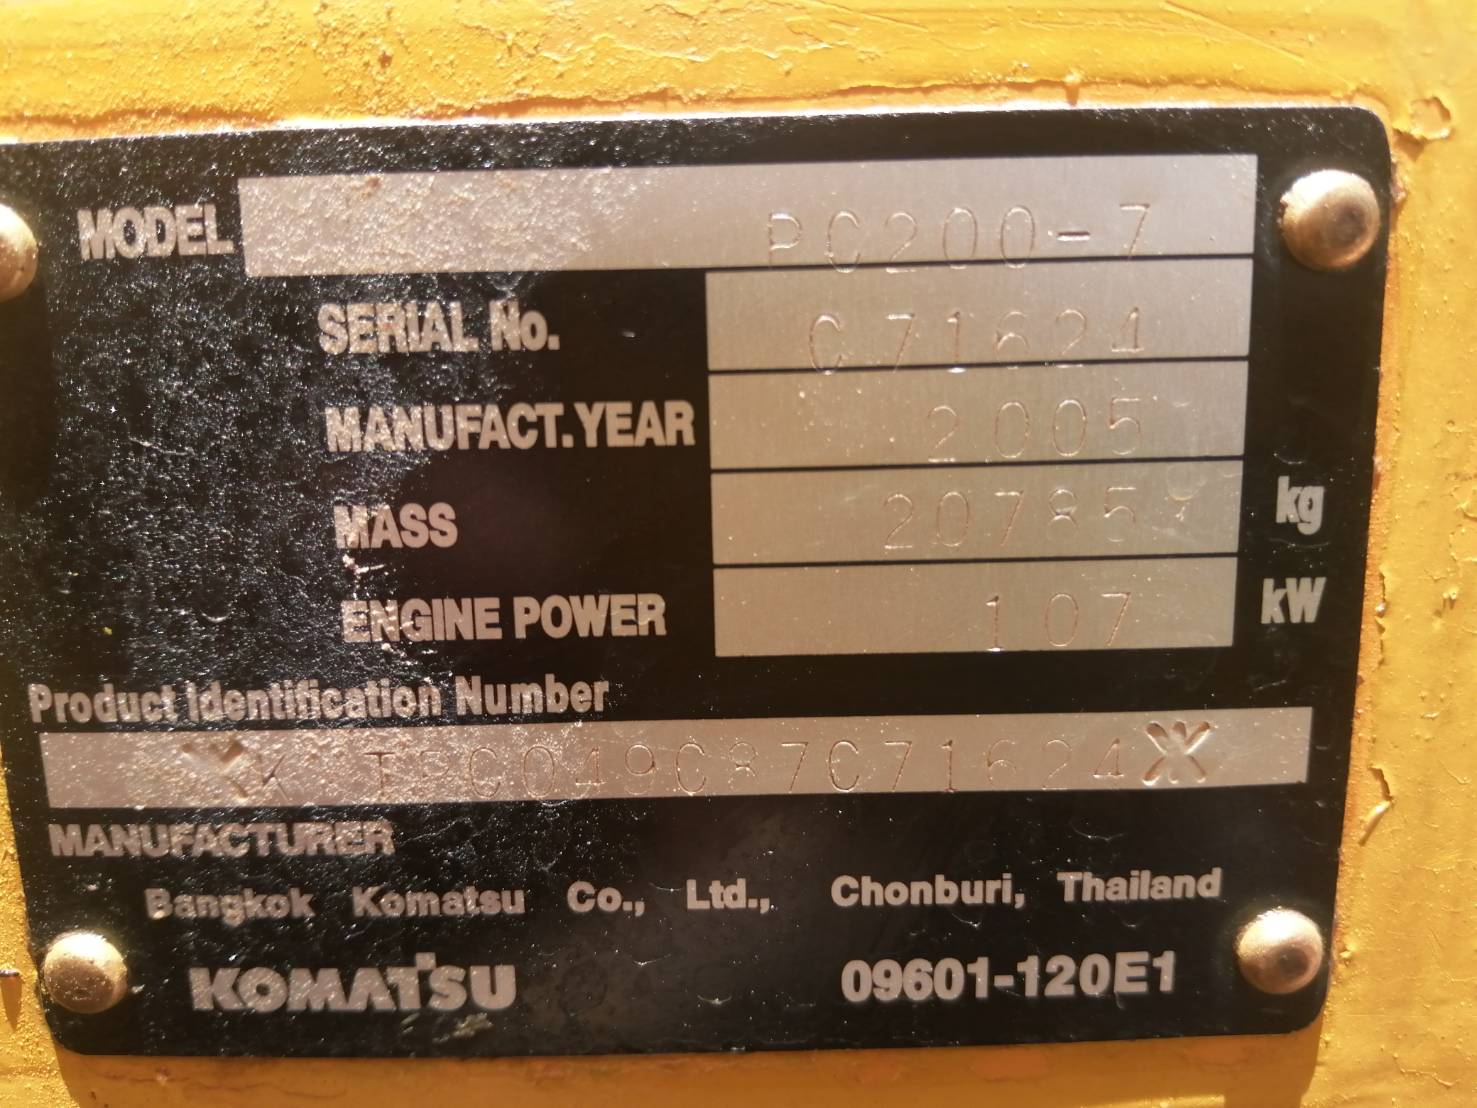 MODEL PC200-7
SERIAL No. C71624
MANUFACT.YEAR 2005
MASS 20785 kg
ENGINE POWER 107 kW
Product Identification Number
MANUFACTURER
Bangkok Komatsu Co., Ltd., Chonburi, Thailand
KOMATSU 09601-120E1